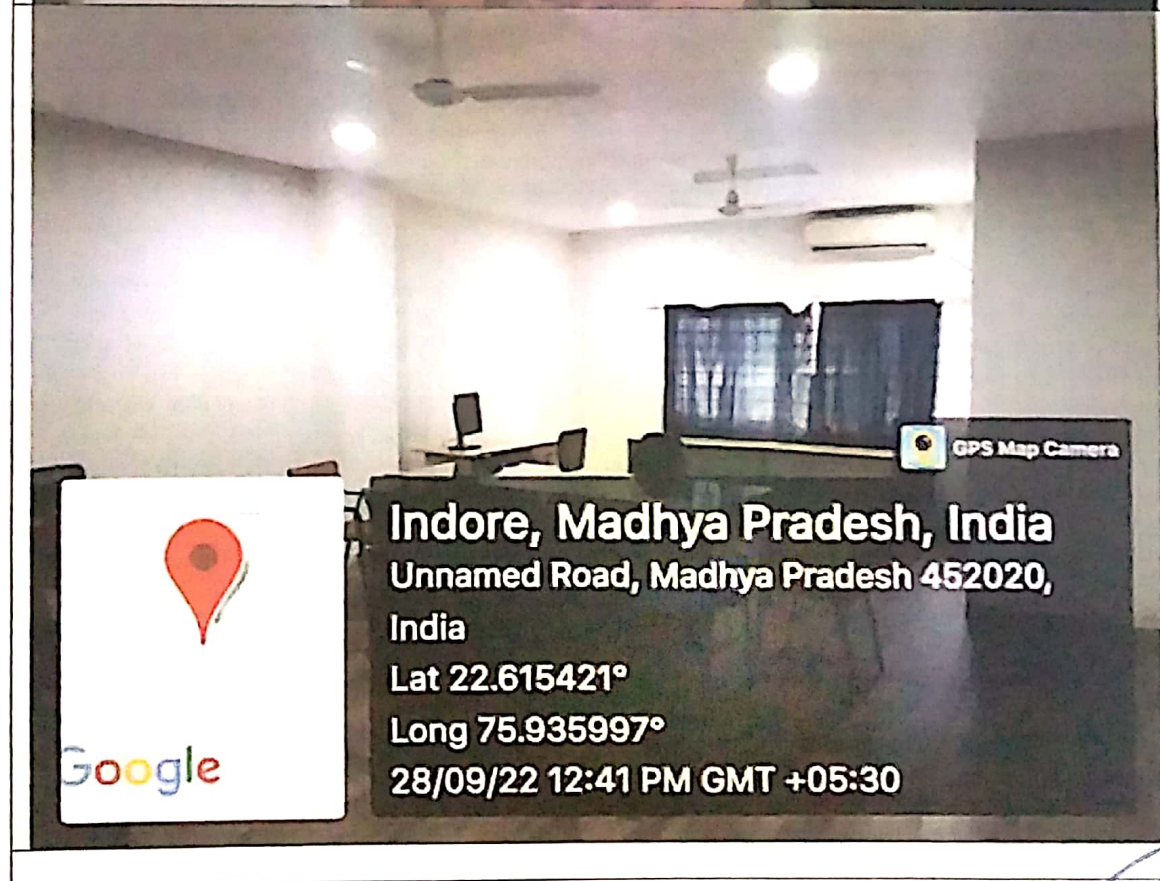 GPS Map Camera
Indore, Madhya Pradesh, India
Unnamed Road, Madhya Pradesh 452020,
India
Lat 22.615421°
Long 75.935997°
28/09/22 12:41 PM GMT +05:30
Google